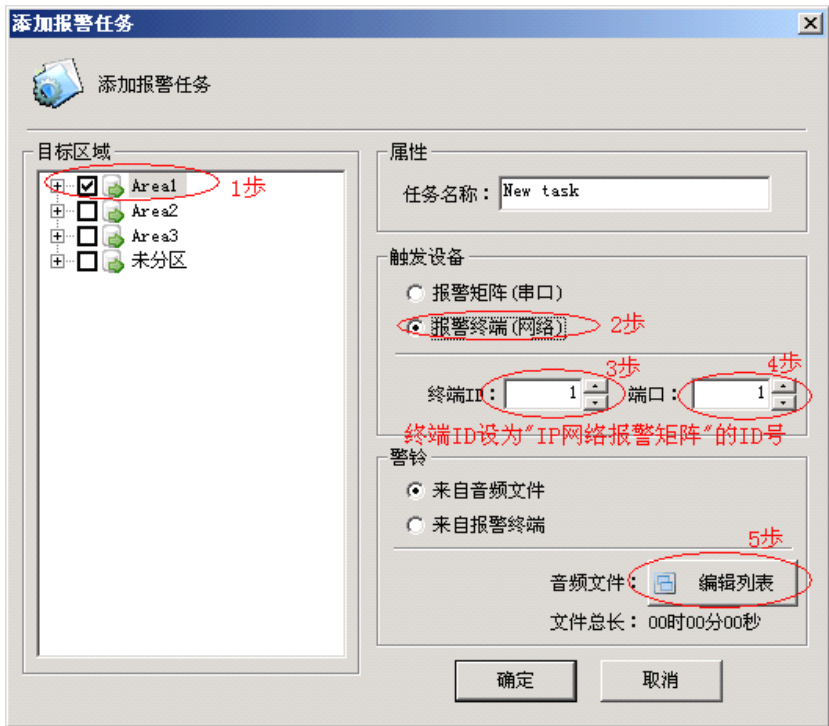 添加报警任务
添加报警任务
目标区域
Area1
1步
Area2
Area3
未分区
属性
任务名称：New task
触发设备
报警矩阵(串口)
报警终端(网络)
2步
3步
4步
终端ID：1 端口：1
终端ID设为"IP网络报警矩阵"的ID号
警铃
来自音频文件
来自报警终端
5步
音频文件：编辑列表
文件总长：00时00分00秒
确定 取消